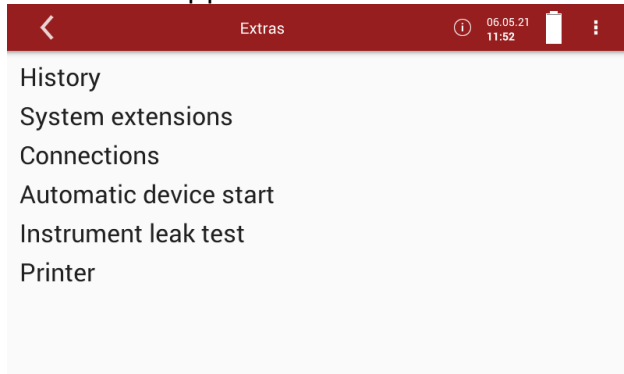 Extras
06.05.21
11:52
History
System extensions
Connections
Automatic device start
Instrument leak test
Printer